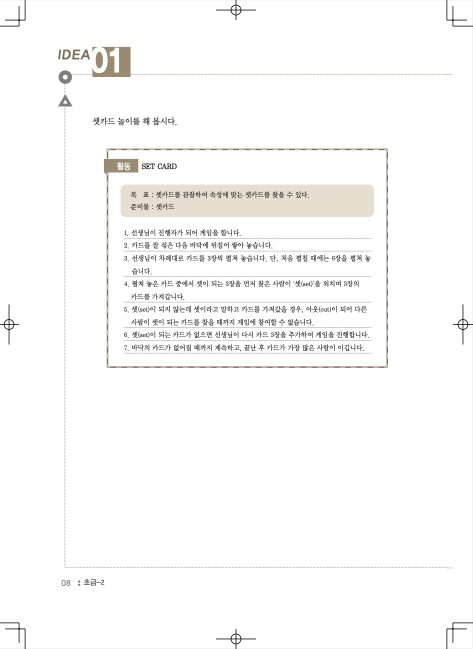 IDEA 01
셋카드 놀이를 해 봅시다.
활동 SET CARD
목 표 : 셋카드를 관찰하여 속성에 맞는 셋카드를 찾을 수 있다.
준비물 : 셋카드
1. 선생님이 진행자가 되어 게임을 합니다.
2. 카드를 잘 섞은 다음 바닥에 뒤집어 쌓아 놓습니다.
3. 선생님이 차례대로 카드를 3장씩 펼쳐 놓습니다. 단, 처음 펼칠 때에는 6장을 펼쳐 놓
습니다.
4. 펼쳐 놓은 카드 중에서 셋이 되는 3장을 먼저 찾은 사람이 '셋(set)'을 외치며 3장의
카드를 가져갑니다.
5. 셋(set)이 되지 않는데 셋이라고 말하고 카드를 가져갔을 경우, 아웃(out)이 되어 다른
사람이 셋이 되는 카드를 찾을 때까지 게임에 참여할 수 없습니다.
6. 셋(set)이 되는 카드가 없으면 선생님이 다시 카드 3장을 추가하여 게임을 진행합니다.
7. 바닥의 카드가 없어질 때까지 계속하고, 끝난 후 카드가 가장 많은 사람이 이깁니다.
08 : 초급-2